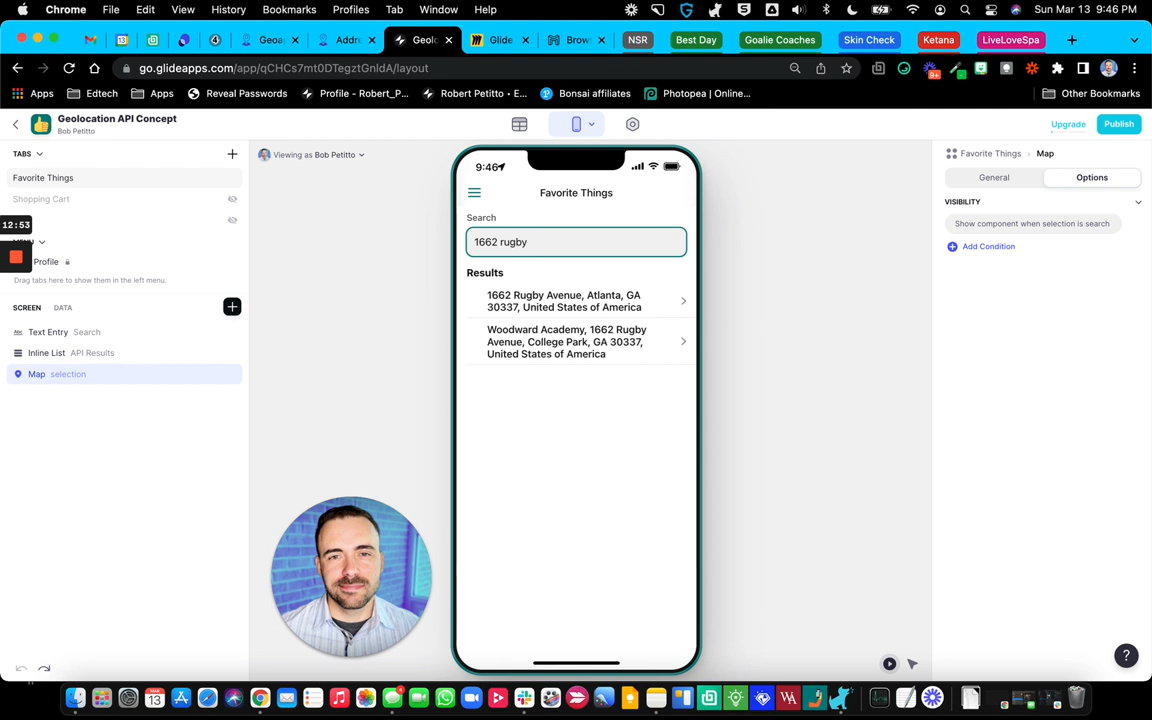 Chrome File Edit View History Bookmarks Profiles Tab Window Help Sun Mar 13 9:46 PM
Geoa Addre Geolo Glide Brow NSR Best Day Goalie Coaches Skin Check Ketana LiveLoveSpa
go.glideapps.com/app/qCHCs7mt0DTegztGnIdA/layout
9+
Apps Edtech Apps Reveal Passwords Profile - Robert_P... Robert Petitto • E... Bonsai affiliates Photopea | Online... Other Bookmarks
Geolocation API Concept
Bob Petitto
Upgrade Publish
TABS
Viewing as Bob Petitto
Favorite Things
Shopping Cart
12:53
Profile
Drag tabs here to show them in the left menu.
SCREEN DATA
Text Entry Search
Inline List API Results
Map selection
9:46
Favorite Things
Search
1662 rugby
Results
1662 Rugby Avenue, Atlanta, GA
30337, United States of America
Woodward Academy, 1662 Rugby
Avenue, College Park, GA 30337,
United States of America
Favorite Things Map
General Options
VISIBILITY
Show component when selection is search
Add Condition
?
MAR
13